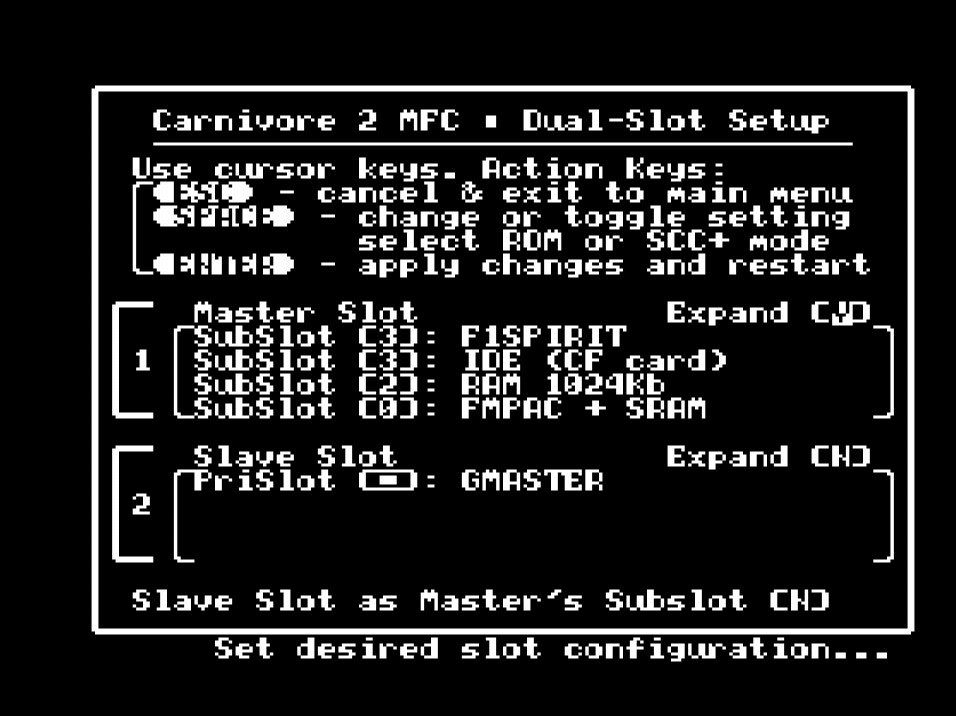 Carnivore 2 MFC ▪ Dual-Slot Setup
Use cursor keys. Action Keys:
ESC - cancel & exit to main menu
SPACE - change or toggle setting
select ROM or SCC+ mode
ENTER - apply changes and restart
Master Slot Expand [Y]
1
SubSlot [3]: F1SPIRIT
SubSlot [3]: IDE (CF card)
SubSlot [2]: RAM 1024Kb
SubSlot [0]: FMPAC + SRAM
Slave Slot Expand [N]
2
PriSlot [▪]: GMASTER
Slave Slot as Master's Subslot [N]
Set desired slot configuration...